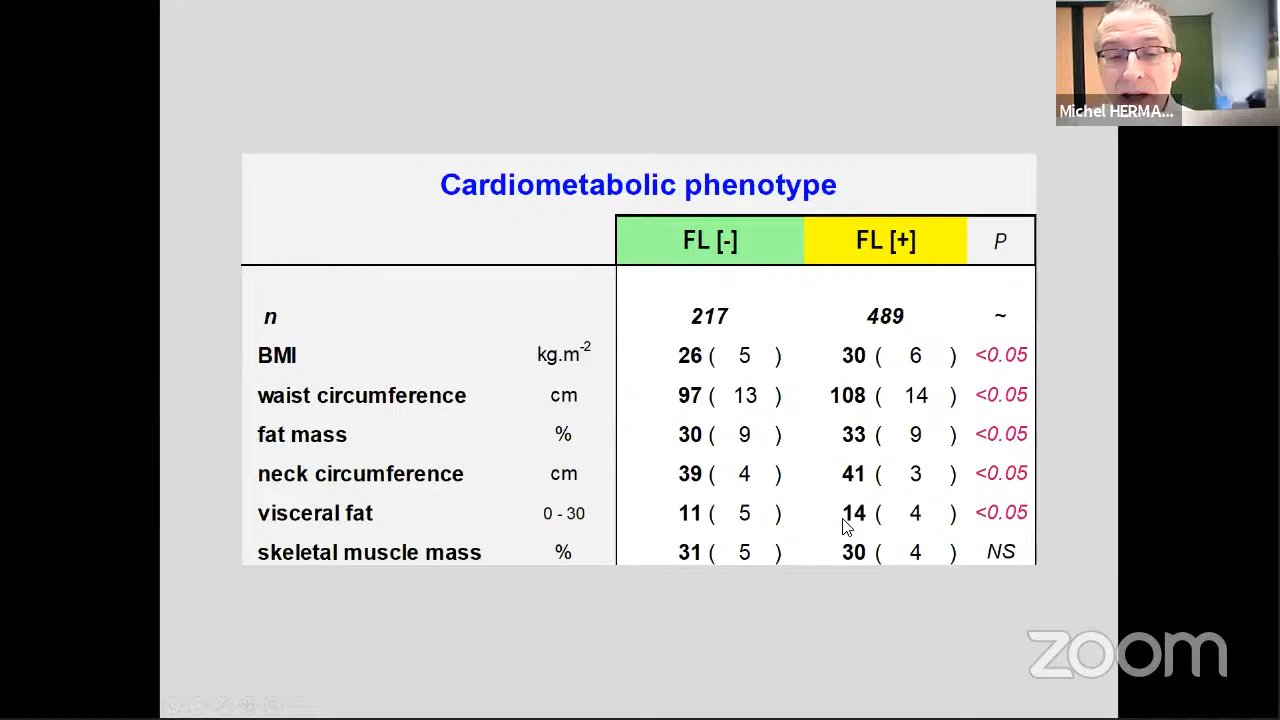 Michel HERMA...
Cardiometabolic phenotype
FL [-] FL [+] P
n 217 489 ~
BMI kg.m-2 26 ( 5 ) 30 ( 6 ) <0.05
waist circumference cm 97 ( 13 ) 108 ( 14 ) <0.05
fat mass % 30 ( 9 ) 33 ( 9 ) <0.05
neck circumference cm 39 ( 4 ) 41 ( 3 ) <0.05
visceral fat 0 - 30 11 ( 5 ) 14 ( 4 ) <0.05
skeletal muscle mass % 31 ( 5 ) 30 ( 4 ) NS
zoom